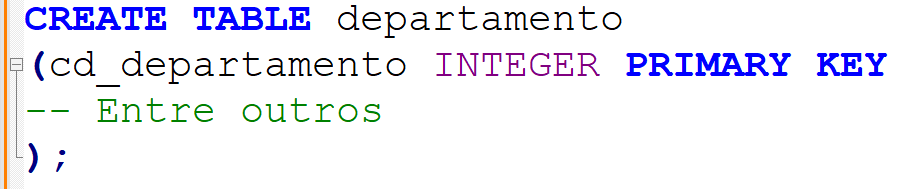 CREATE TABLE departamento
(cd_departamento INTEGER PRIMARY KEY
-- Entre outros
);